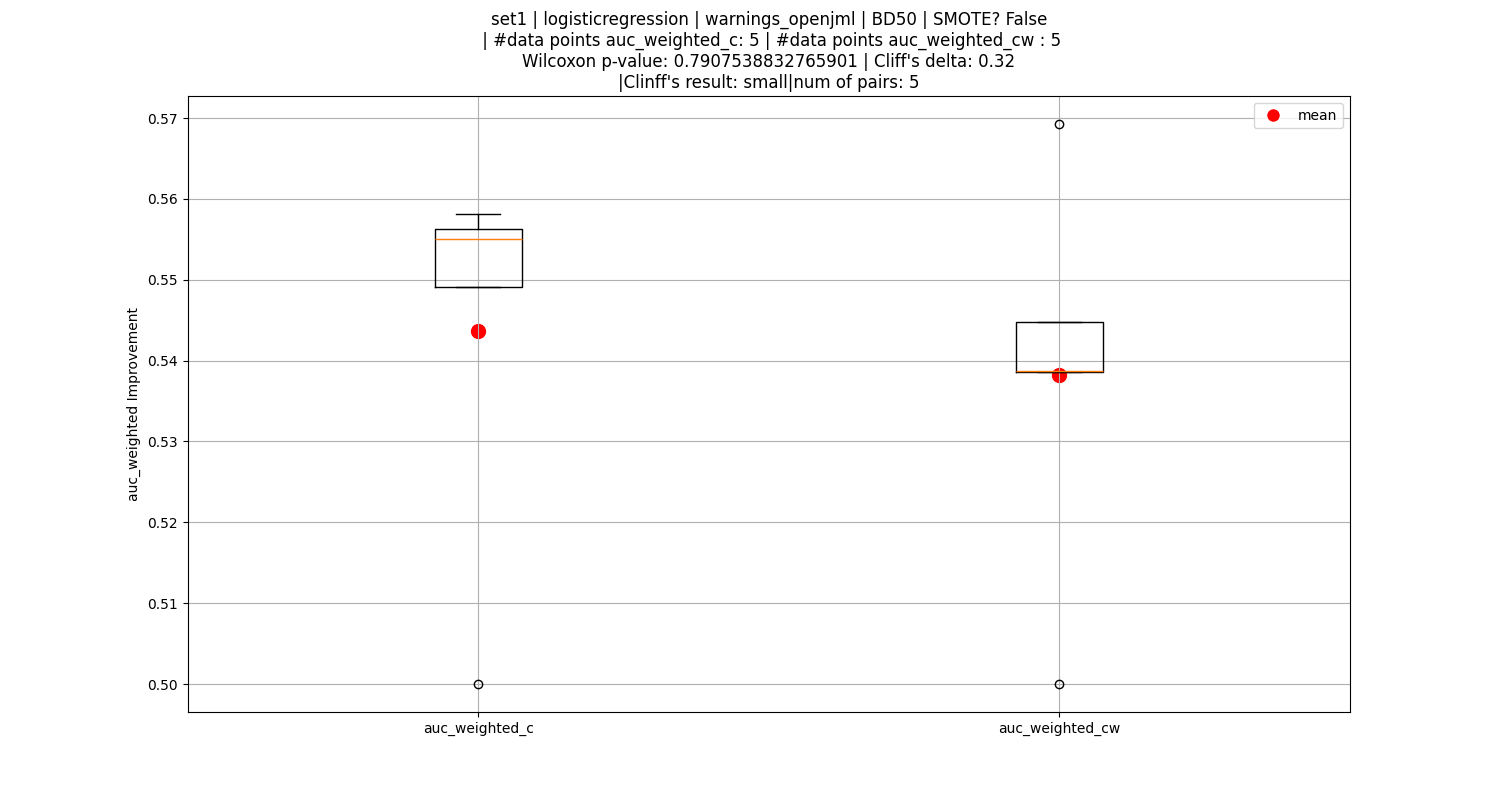 set1 | logisticregression | warnings_openjml | BD50 | SMOTE? False
| #data points auc_weighted_c: 5 | #data points auc_weighted_cw : 5
Wilcoxon p-value: 0.7907538832765901 | Cliff's delta: 0.32
|Clinff's result: small|num of pairs: 5
mean
0.57
0.56
0.55
0.54
0.53
0.52
0.51
0.50
auc_weighted Improvement
auc_weighted_c
auc_weighted_cw